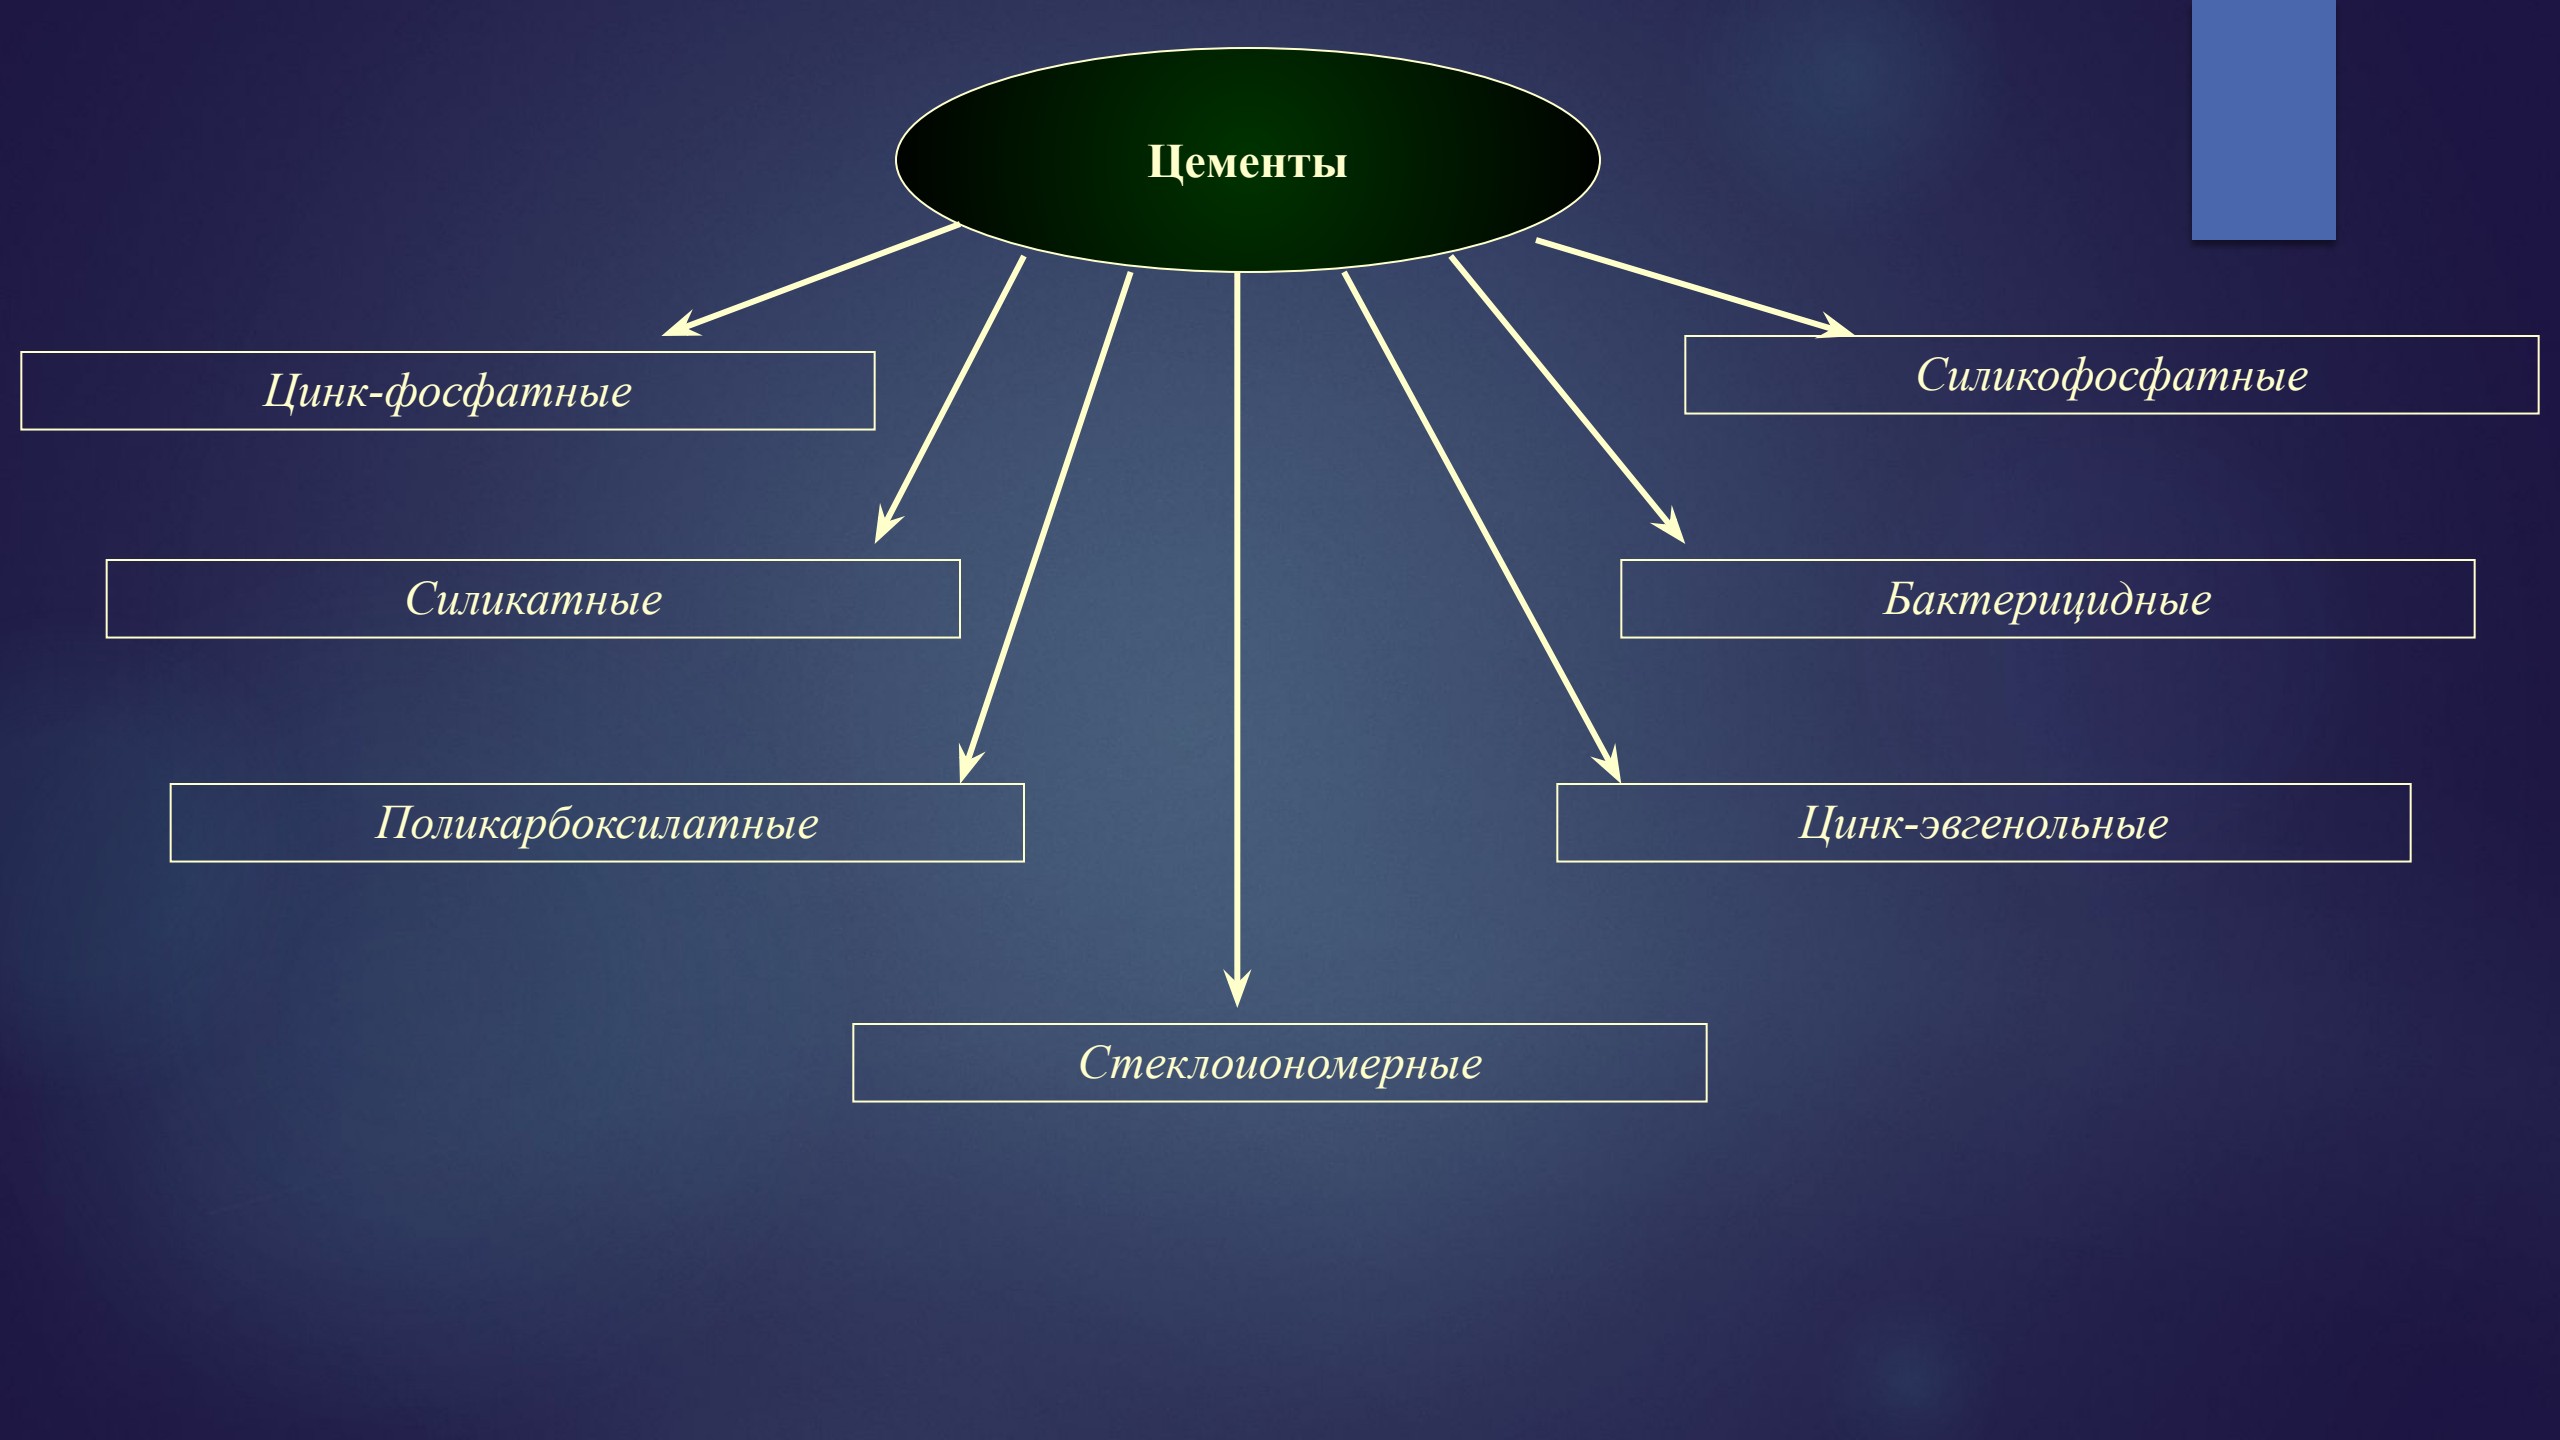 Цементы
Цинк-фосфатные
Силикофосфатные
Силикатные
Бактерицидные
Поликарбоксилатные
Цинк-эвгенольные
Стеклоиономерные